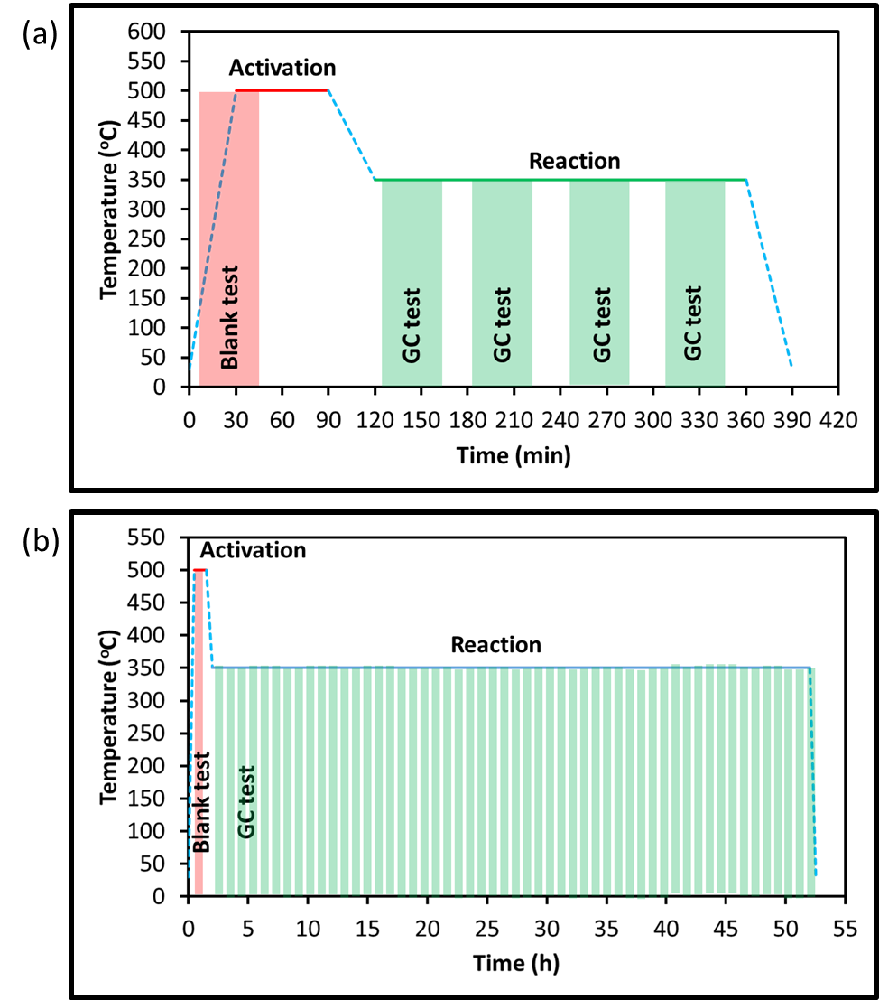 (a)
600
550
Activation
500
450
400
350
Reaction
300
250
200
150
100
50
0
Temperature (°C)
Blank test
GC test
GC test
GC test
GC test
0 30 60 90 120 150 180 210 240 270 300 330 360 390 420
Time (min)
(b)
550
Activation
500
450
400
Reaction
350
300
250
200
150
100
50
0
Temperature (°C)
Blank test
GC test
0 5 10 15 20 25 30 35 40 45 50 55
Time (h)